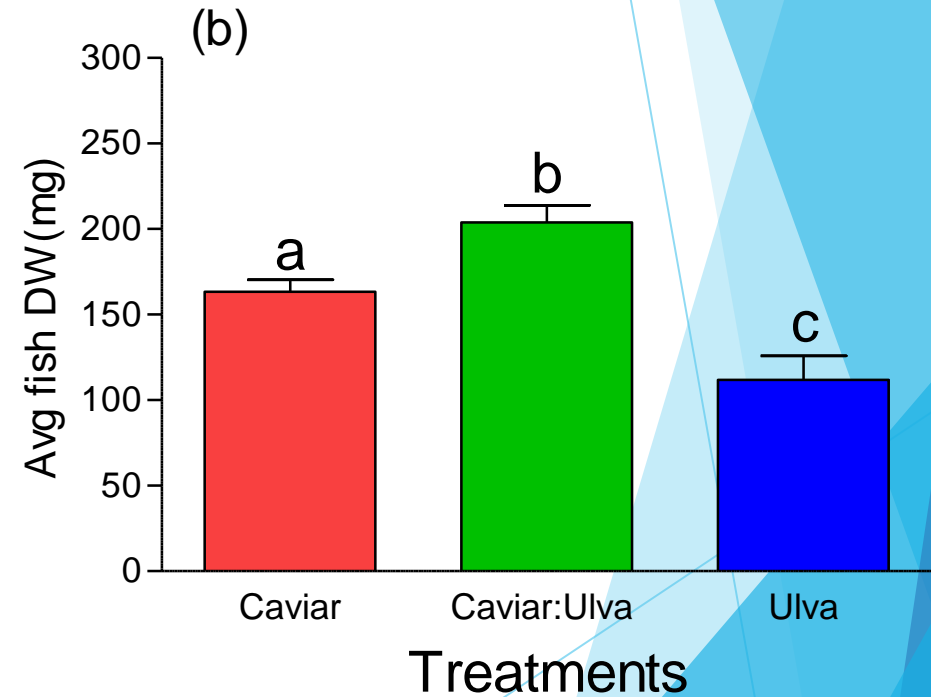 (b)
300
250
200
150
100
50
0
Avg fish DW (mg)
a
b
c
Caviar Caviar:Ulva Ulva
Treatments